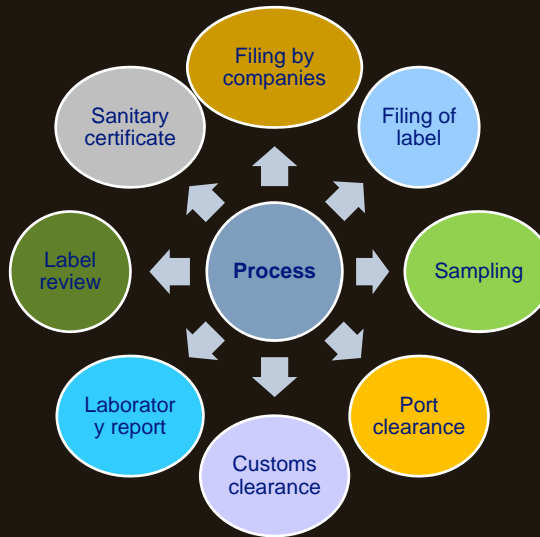 Filing by
companies
Filing of
label
Sampling
Port
clearance
Customs
clearance
Laborator
y report
Label
review
Sanitary
certificate
Process